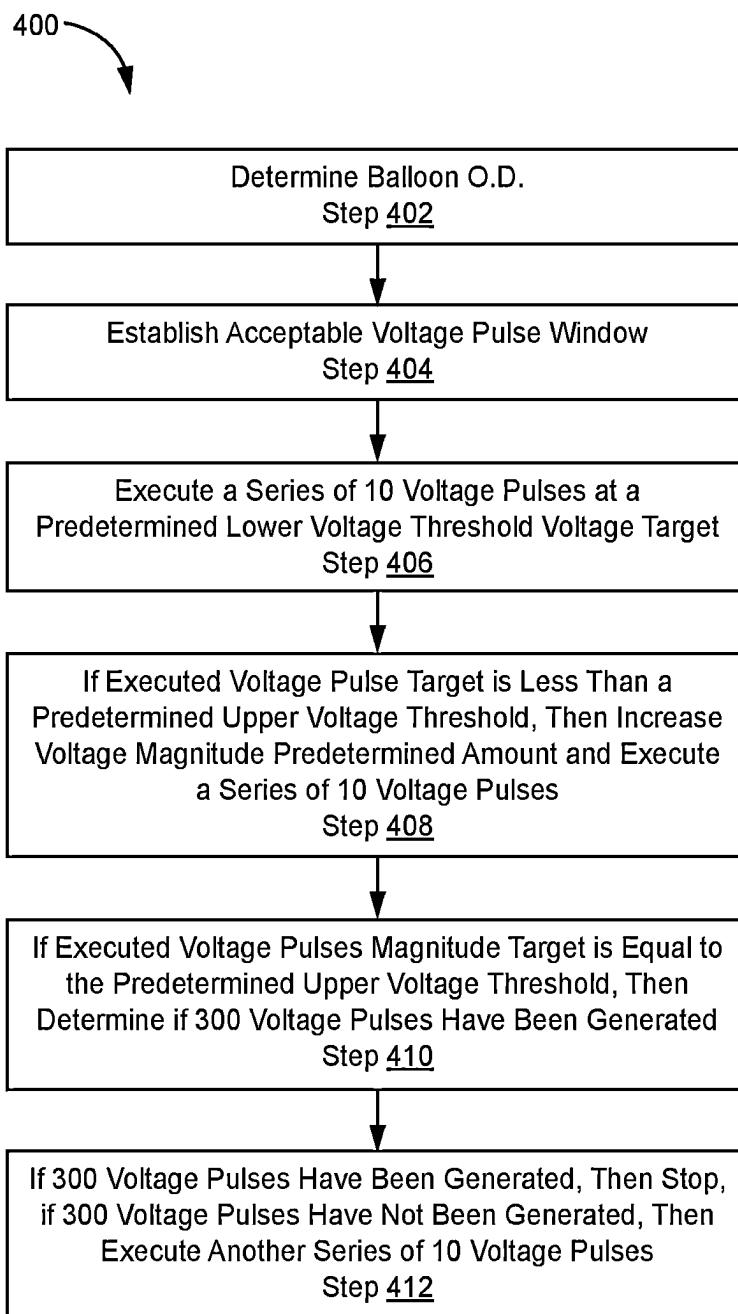 400
Determine Balloon O.D.
Step 402
Establish Acceptable Voltage Pulse Window
Step 404
Execute a Series of 10 Voltage Pulses at a
Predetermined Lower Voltage Threshold Voltage Target
Step 406
If Executed Voltage Pulse Target is Less Than a
Predetermined Upper Voltage Threshold, Then Increase
Voltage Magnitude Predetermined Amount and Execute
a Series of 10 Voltage Pulses
Step 408
If Executed Voltage Pulses Magnitude Target is Equal to
the Predetermined Upper Voltage Threshold, Then
Determine if 300 Voltage Pulses Have Been Generated
Step 410
If 300 Voltage Pulses Have Been Generated, Then Stop,
if 300 Voltage Pulses Have Not Been Generated, Then
Execute Another Series of 10 Voltage Pulses
Step 412